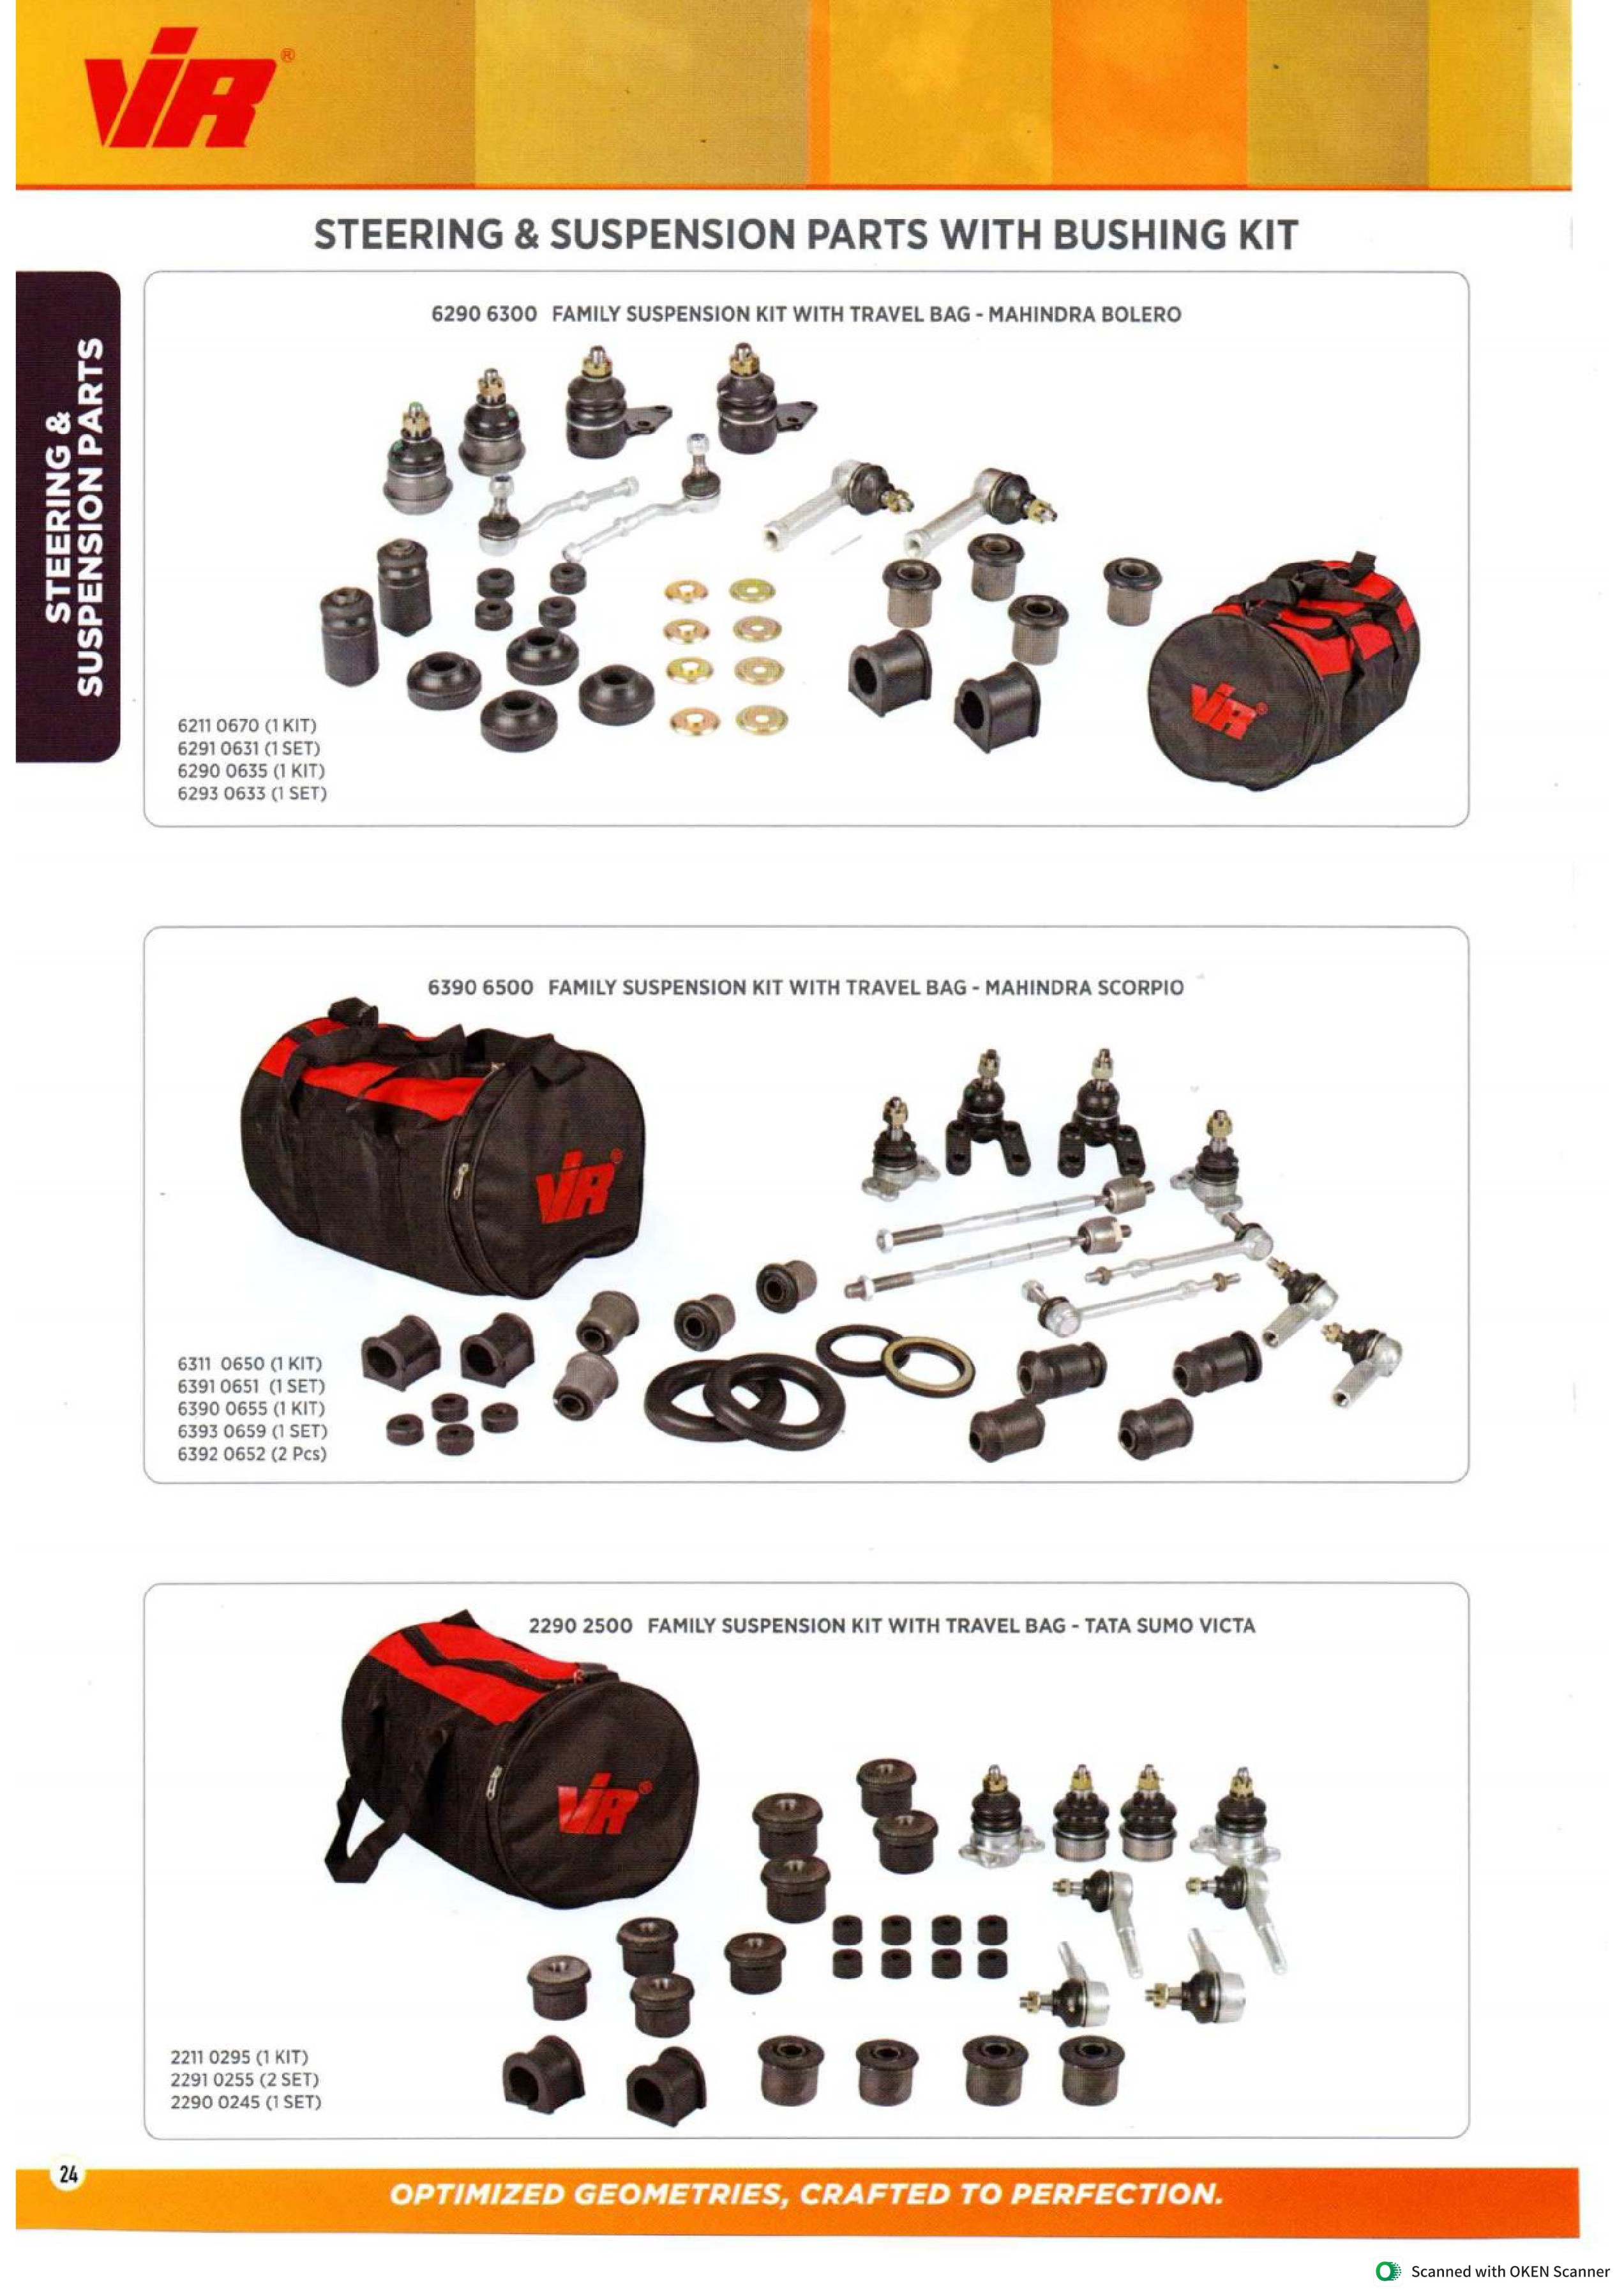 VIR®
STEERING & SUSPENSION PARTS WITH BUSHING KIT
STEERING &
SUSPENSION PARTS
6290 6300 FAMILY SUSPENSION KIT WITH TRAVEL BAG - MAHINDRA BOLERO
VIR®
6211 0670 (1 KIT)
6291 0631 (1 SET)
6290 0635 (1 KIT)
6293 0633 (1 SET)
6390 6500 FAMILY SUSPENSION KIT WITH TRAVEL BAG - MAHINDRA SCORPIO
VIR®
6311 0650 (1 KIT)
6391 0651 (1 SET)
6390 0655 (1 KIT)
6393 0659 (1 SET)
6392 0652 (2 Pcs)
2290 2500 FAMILY SUSPENSION KIT WITH TRAVEL BAG - TATA SUMO VICTA
VIR®
2211 0295 (1 KIT)
2291 0255 (2 SET)
2290 0245 (1 SET)
24
OPTIMIZED GEOMETRIES, CRAFTED TO PERFECTION.
Scanned with OKEN Scanner